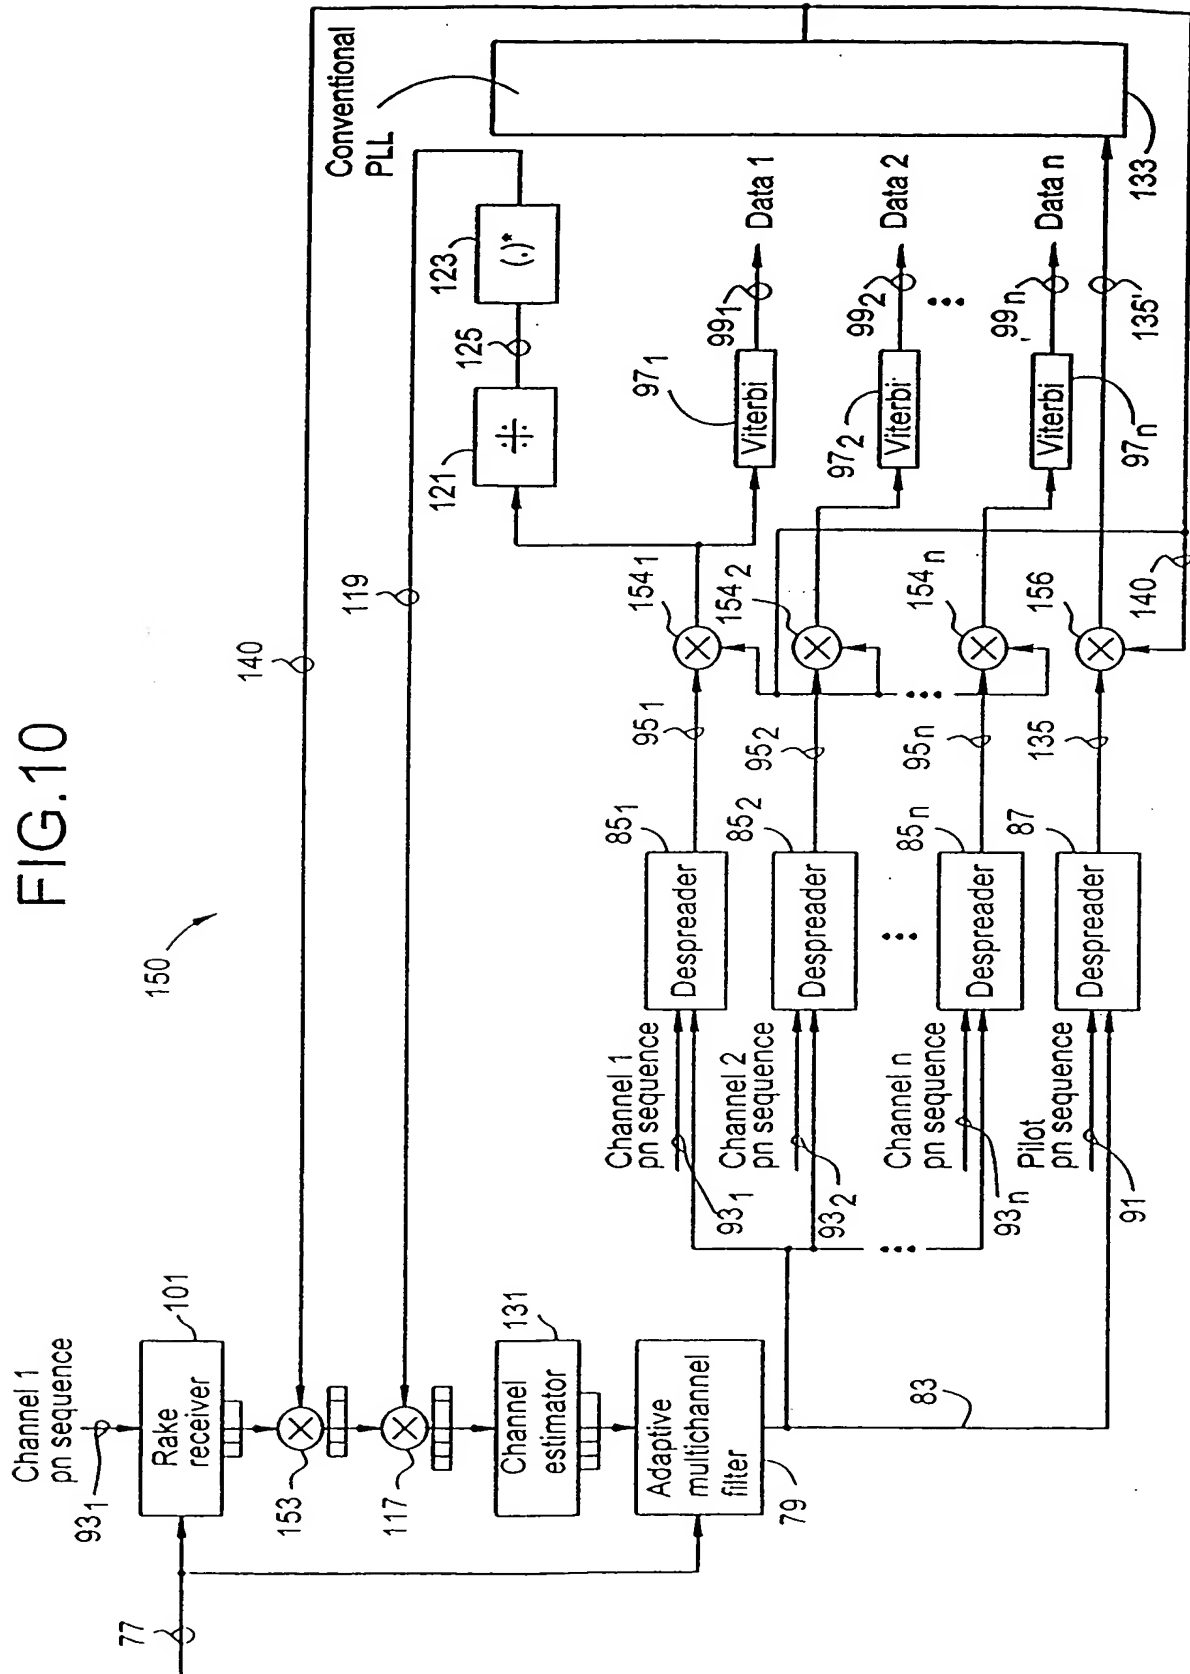 FIG.10
150
Channel 1
pn sequence
93₁
Rake
receiver
101
77
153
140
117
119
Channel
estimator
131
Adaptive
multichannel
filter
79
83
Channel 1
pn sequence
93₁
Despreader
85₁
95₁
154₁
Channel 2
pn sequence
93₂
Despreader
85₂
95₂
154₂
Channel n
pn sequence
93n
Despreader
85n
95n
154n
Pilot
pn sequence
91
Despreader
87
135
156
140
121
÷
125
123
(.)*
Viterbi
97₁
99₁
Data 1
Viterbi
97₂
99₂
Data 2
Viterbi
97n
99n
Data n
135'
133
Conventional
PLL